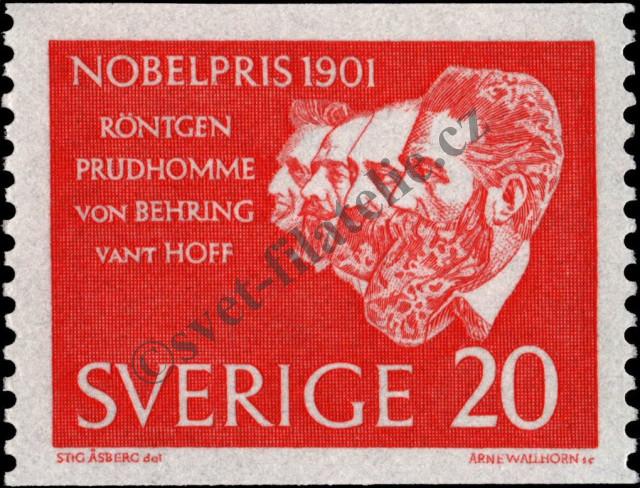 NOBELPRIS 1901
RÖNTGEN
PRUDHOMME
VON BEHRING
VANT HOFF
©svet-filatelie.cz
SVERIGE 20
STIG ÅSBERG del
ARNE WALLHORN sc